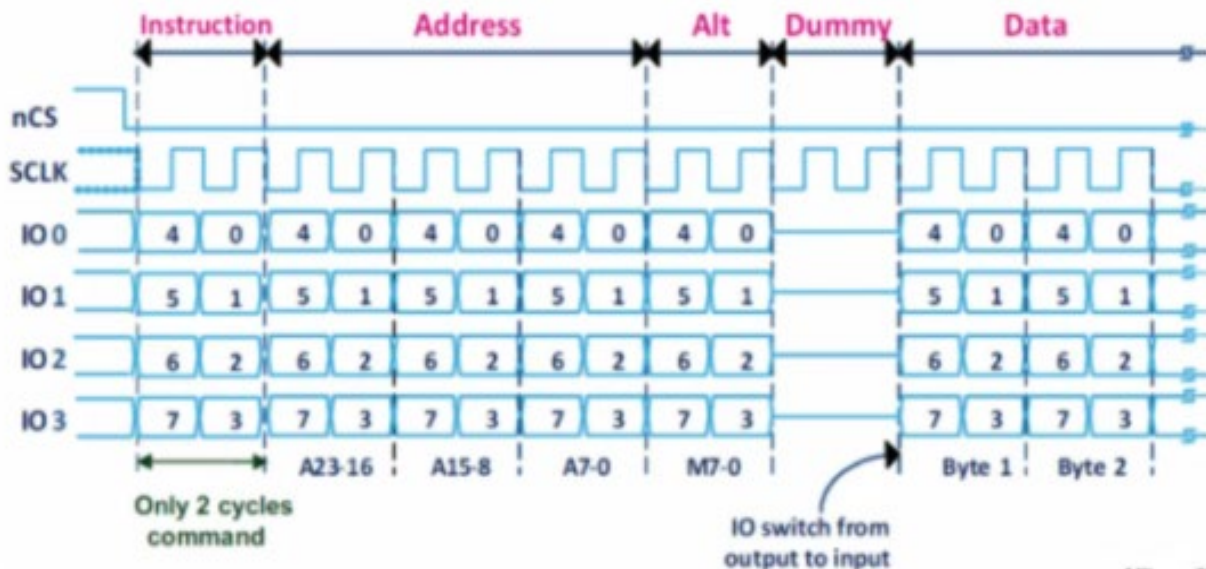 Instruction Address Alt Dummy Data
nCS
SCLK
IO 0 4 0 4 0 4 0 4 0 4 0 4 0 4 0
IO 1 5 1 5 1 5 1 5 1 5 1 5 1 5 1
IO 2 6 2 6 2 6 2 6 2 6 2 6 2 6 2
IO 3 7 3 7 3 7 3 7 3 7 3 7 3 7 3
A23-16 A15-8 A7-0 M7-0 Byte 1 Byte 2
Only 2 cycles
command
IO switch from
output to input